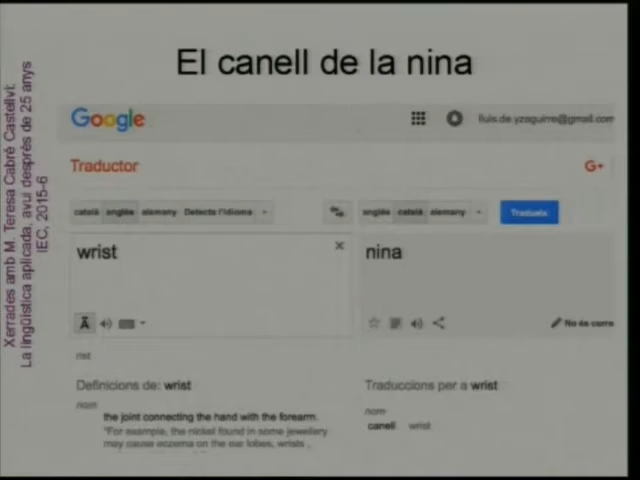 El canell de la nina
Xerrades amb M. Teresa Cabré Castellví:
La lingüística aplicada, avui després de 25 anys
IEC, 2015-6
Google
lluis.de.yzaguirre@gmail.com
Traductor
G+
català anglès alemany Detecta l'idioma
anglès català alemany
Tradueix
wrist
nina
Ä
No és corre
rist
Definicions de: wrist
nom
the joint connecting the hand with the forearm.
"For example, the nickel found in some jewellery
may cause eczema on the ear lobes, wrists ,
Traduccions per a wrist
nom
canell wrist